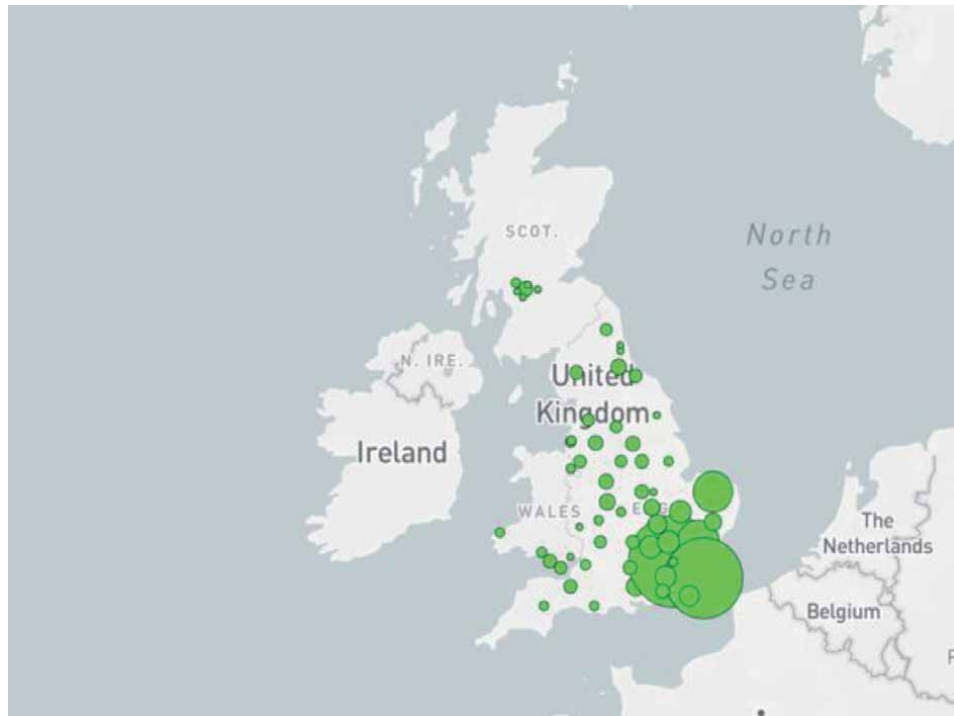 North
Sea
SCOT.
N. IRE.
United
Kingdom
Ireland
WALES
The
Netherlands
Belgium